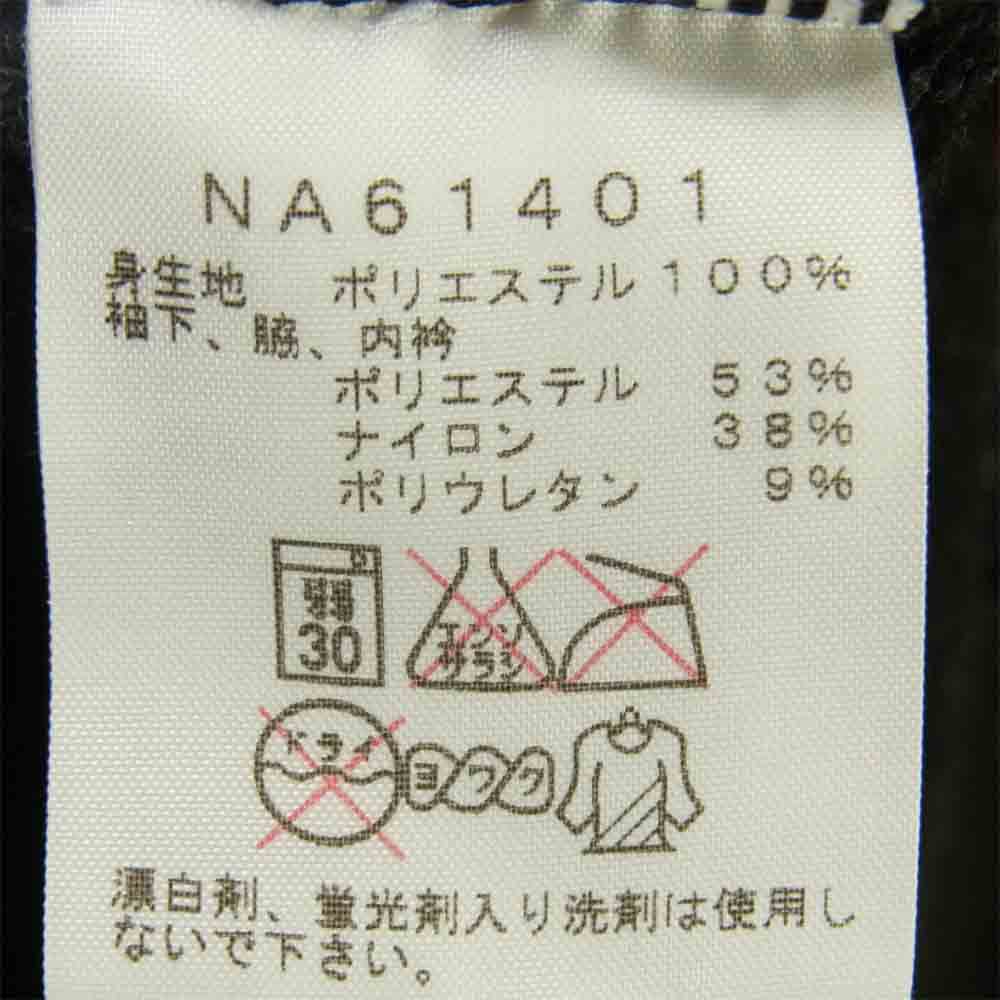 NA61401
身生地 ポリエステル100%
袖下、脇、内衿
ポリエステル 53%
ナイロン 38%
ポリウレタン 9%
弱
30
エンソ
サラシ
ドライ
ヨワク
漂白剤、蛍光剤入り洗剤は使用し
ないで下さい。